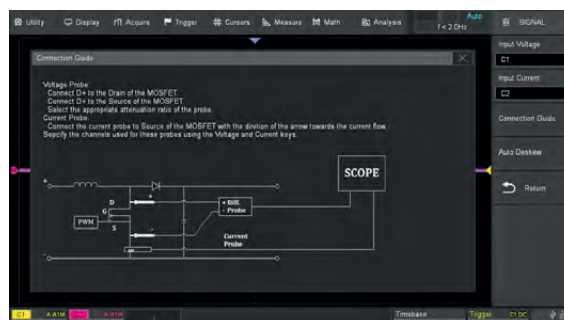 Utility Display Acquire Trigger Cursors Measure Math Analysis
Auto
f < 2.0Hz
SIGNAL
Connection Guide
Input Voltage
C1
Input Current
C2
Connection Guide
Auto Deskew
Return
Voltage Probe:
Connect D+ to the Drain of the MOSFET.
Connect D+ to the Source of the MOSFET.
Select the appropriate attenuation ratio of the probe.
Current Probe:
Connect the current probe to Source of the MOSFET with the diretion of the arrow towards the current flow.
Sepcify the channels used for these probes using the Voltage and Current keys.
SCOPE
+
+ Diff.
- Probe
D
G
S
PWM
-
Current
Probe
C1
Timebase
Trigger
C1 DC